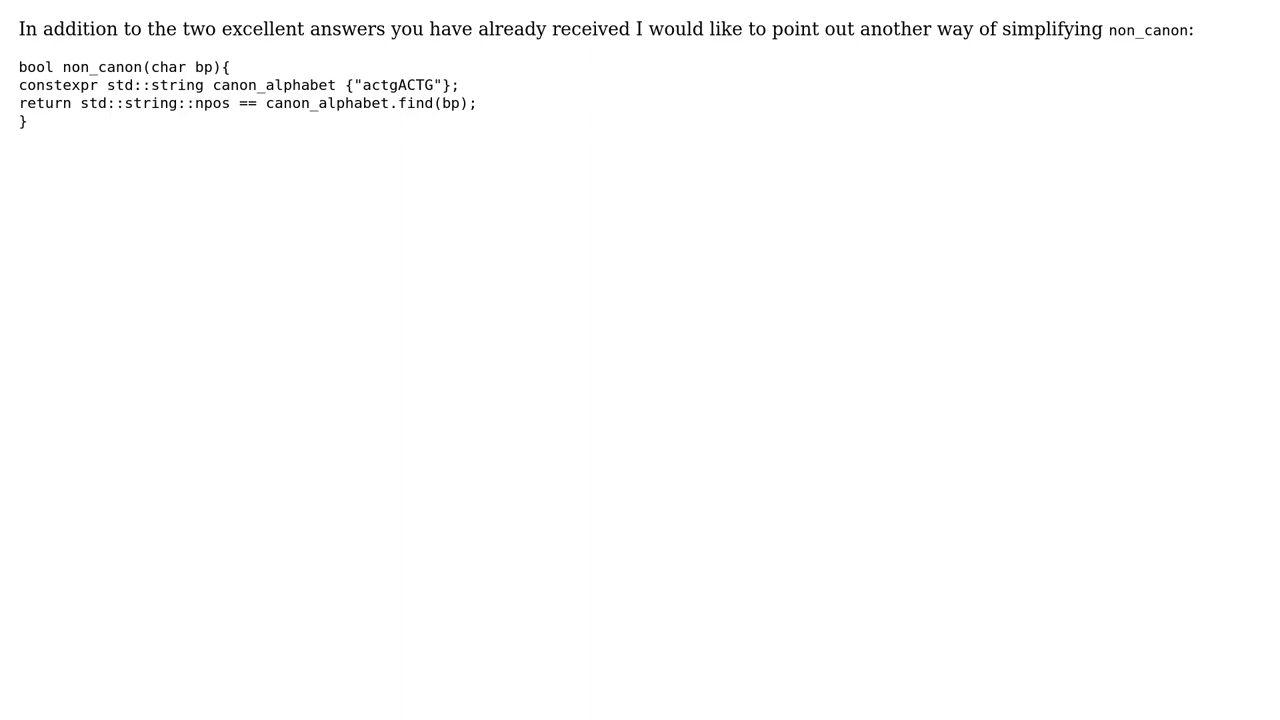 In addition to the two excellent answers you have already received I would like to point out another way of simplifying non_canon:
bool non_canon(char bp){
constexpr std::string canon_alphabet {"actgACTG"};
return std::string::npos == canon_alphabet.find(bp);
}